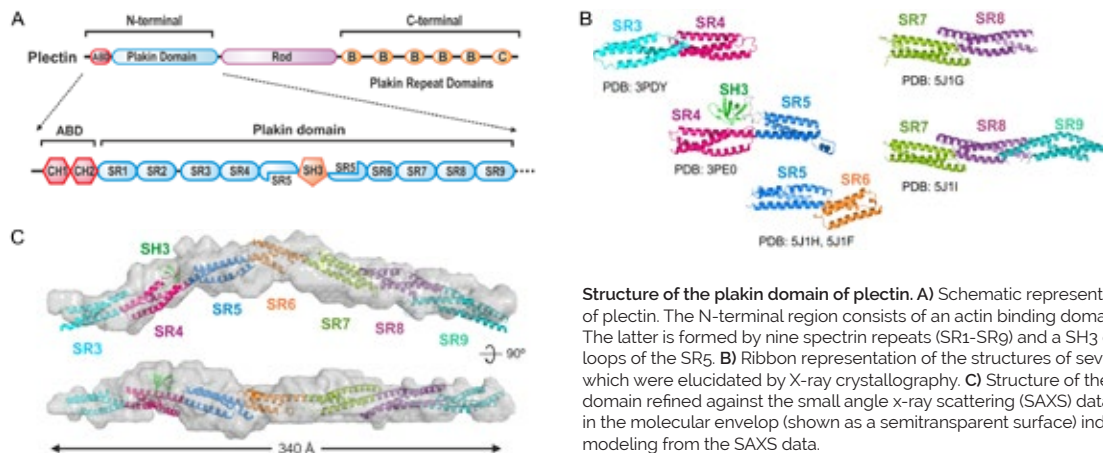 A
N-terminal
C-terminal
Plectin
ABD
Plakin Domain
Rod
B
B
B
B
B
C
Plakin Repeat Domains
ABD
Plakin domain
CH1
CH2
SR1
SR2
SR3
SR4
SR5
SH3
SR5
SR6
SR7
SR8
SR9
B
SR3
SR4
PDB: 3PDY
SR7
SR8
PDB: 5J1G
SH3
SR4
SR5
PDB: 3PE0
SR7
SR8
SR9
PDB: 5J1I
SR5
SR6
PDB: 5J1H, 5J1F
C
SH3
SR3
SR4
SR5
SR6
SR7
SR8
SR9
90º
340 Å
Structure of the plakin domain of plectin. A) Schematic represent
of plectin. The N-terminal region consists of an actin binding doma
The latter is formed by nine spectrin repeats (SR1-SR9) and a SH3
loops of the SR5. B) Ribbon representation of the structures of sev
which were elucidated by X-ray crystallography. C) Structure of the
domain refined against the small angle x-ray scattering (SAXS) data
in the molecular envelop (shown as a semitransparent surface) ind
modeling from the SAXS data.